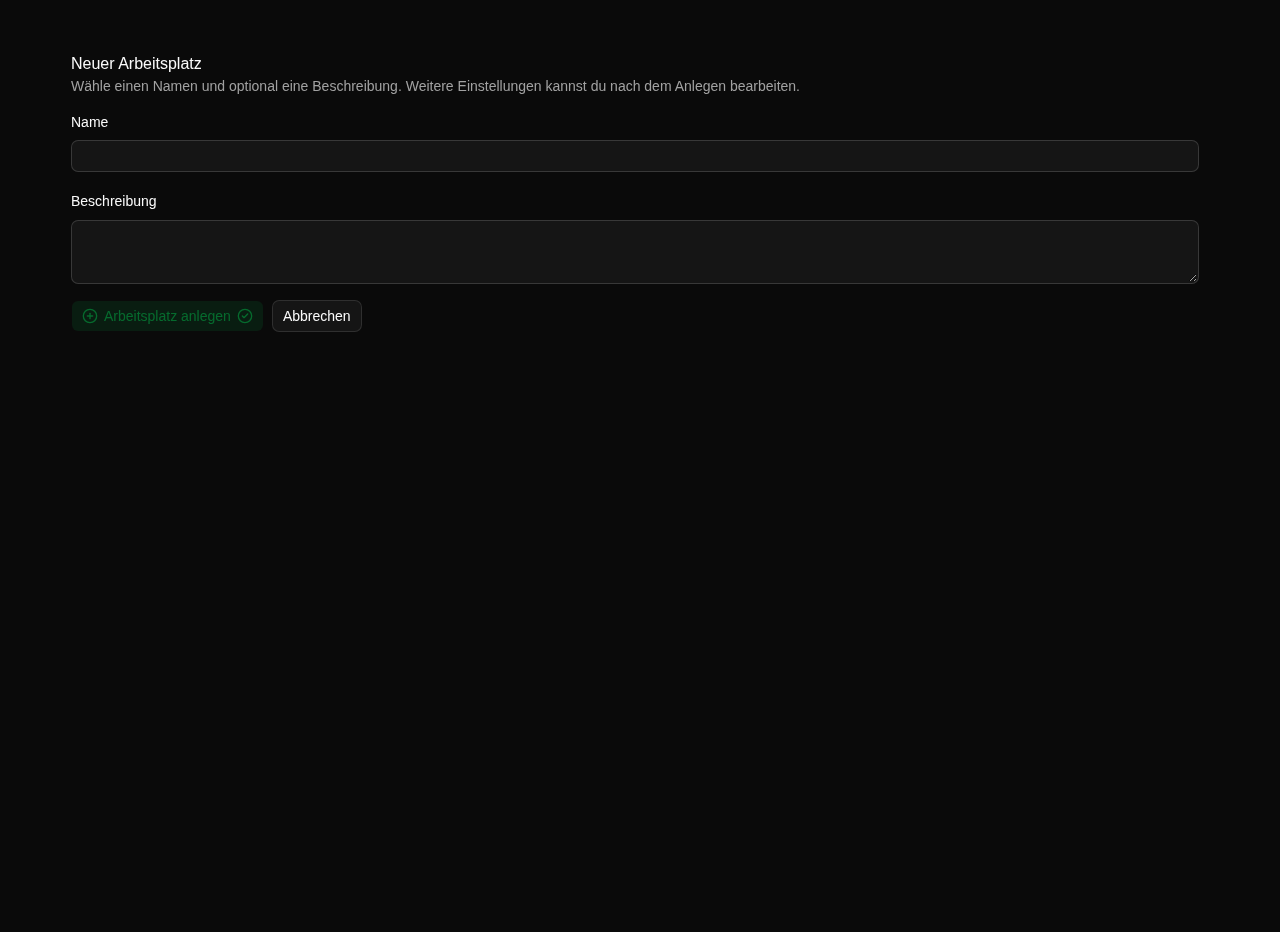 Neuer Arbeitsplatz
Wähle einen Namen und optional eine Beschreibung. Weitere Einstellungen kannst du nach dem Anlegen bearbeiten.
Name
Beschreibung
Arbeitsplatz anlegen
Abbrechen